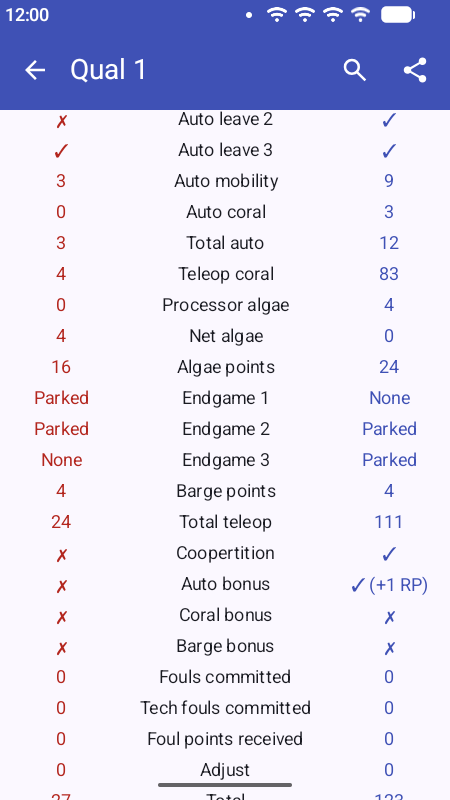 12:00
Qual 1
✗ Auto leave 2 ✓
✓ Auto leave 3 ✓
3 Auto mobility 9
0 Auto coral 3
3 Total auto 12
4 Teleop coral 83
0 Processor algae 4
4 Net algae 0
16 Algae points 24
Parked Endgame 1 None
Parked Endgame 2 Parked
None Endgame 3 Parked
4 Barge points 4
24 Total teleop 111
✗ Coopertition ✓
✗ Auto bonus ✓ (+1 RP)
✗ Coral bonus ✗
✗ Barge bonus ✗
0 Fouls committed 0
0 Tech fouls committed 0
0 Foul points received 0
0 Adjust 0
27 Total 123